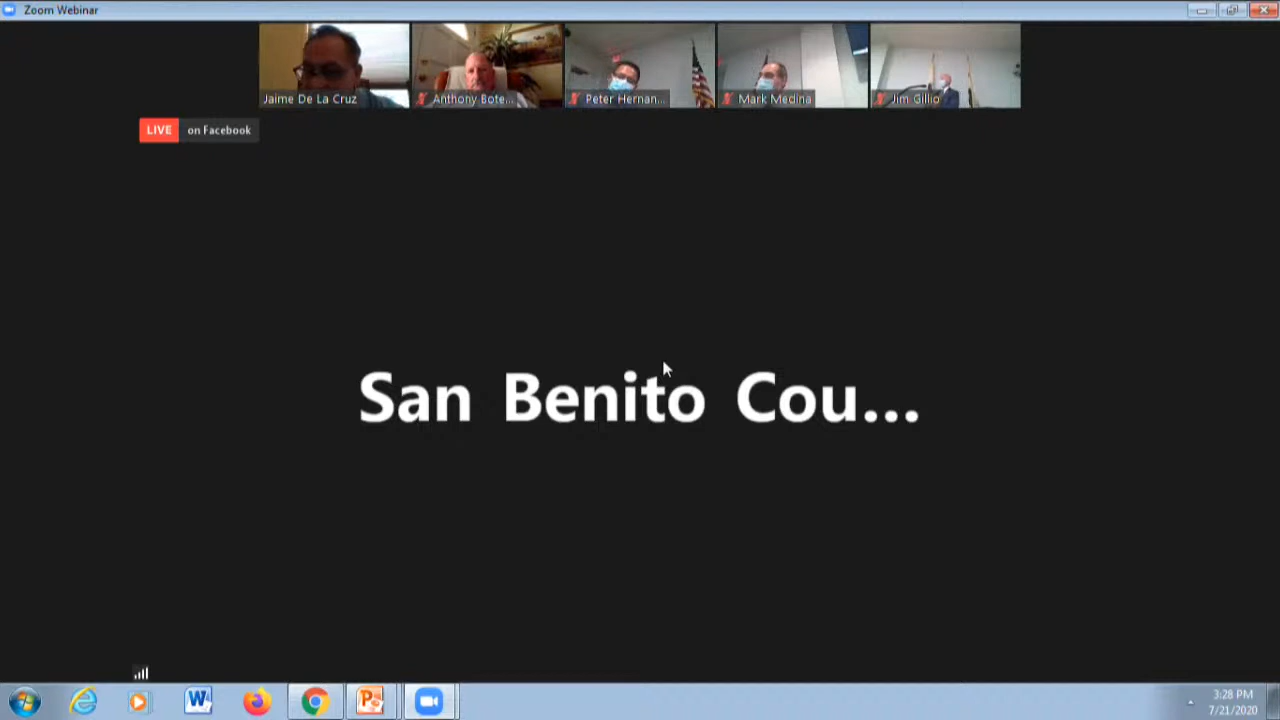 Zoom Webinar
Jaime De La Cruz
Anthony Bote...
Peter Hernan...
Mark Medina
Jim Gillio
LIVE on Facebook
San Benito Cou...
3:28 PM
7/21/2020